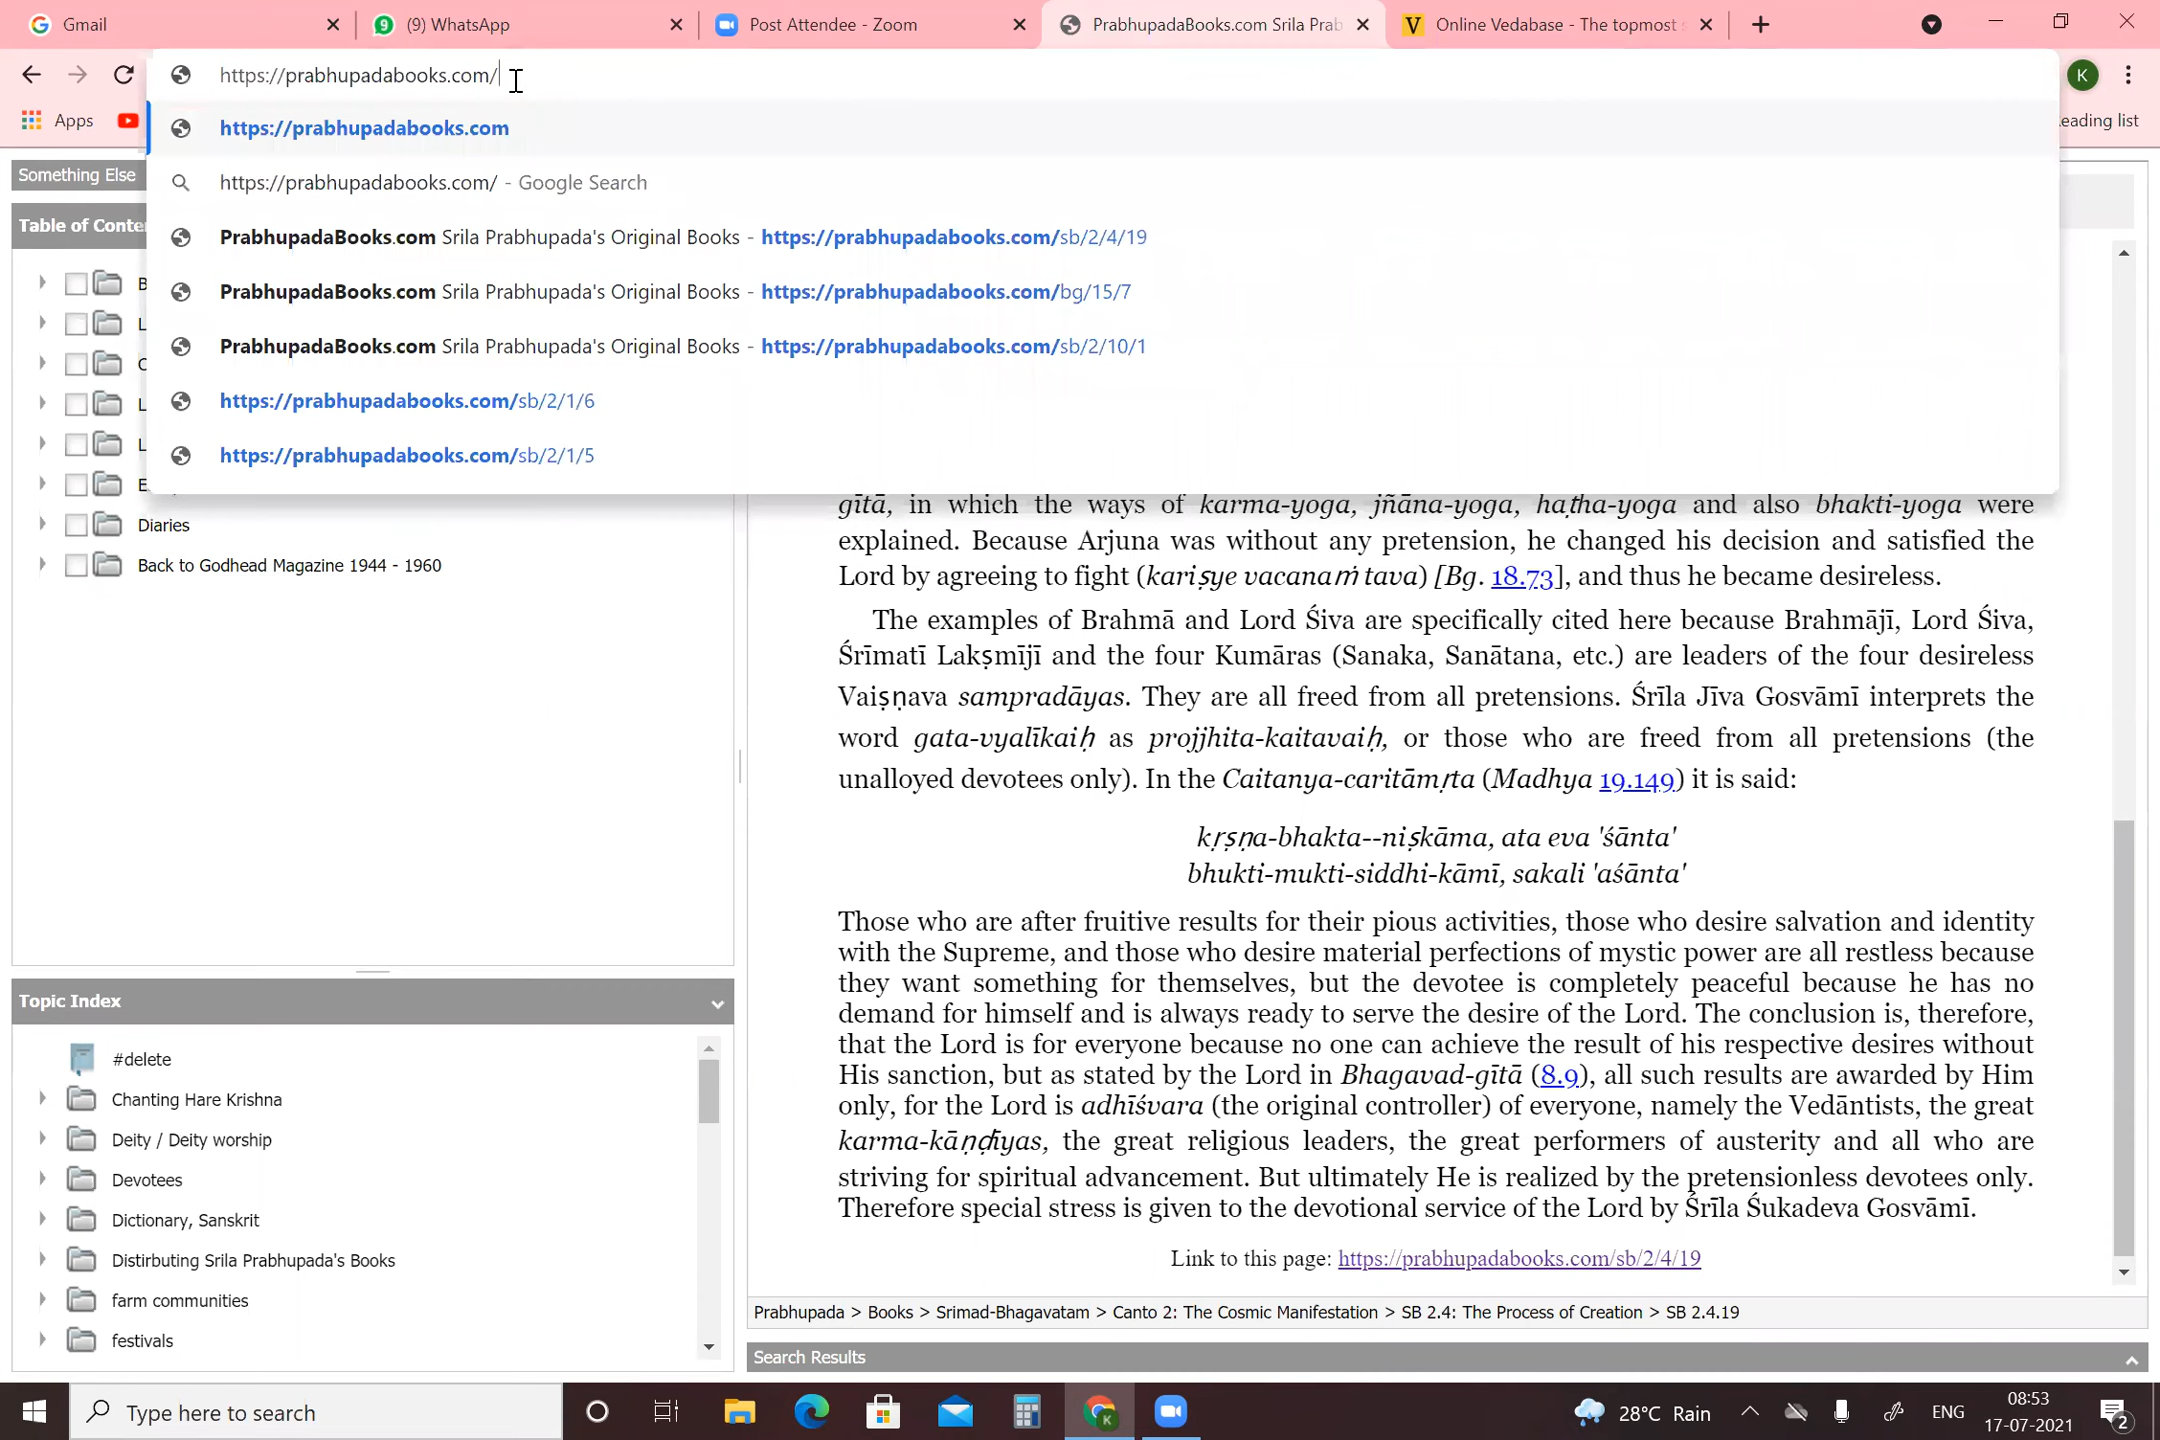 Gmail
(9) WhatsApp
Post Attendee - Zoom
PrabhupadaBooks.com Srila Prab
Online Vedabase - The topmost s
https://prabhupadabooks.com/
K
Apps
eading list
https://prabhupadabooks.com
https://prabhupadabooks.com/ - Google Search
PrabhupadaBooks.com Srila Prabhupada's Original Books - https://prabhupadabooks.com/sb/2/4/19
PrabhupadaBooks.com Srila Prabhupada's Original Books - https://prabhupadabooks.com/bg/15/7
PrabhupadaBooks.com Srila Prabhupada's Original Books - https://prabhupadabooks.com/sb/2/10/1
https://prabhupadabooks.com/sb/2/1/6
https://prabhupadabooks.com/sb/2/1/5
Something Else
Table of Conte
B
L
C
L
L
E
Diaries
Back to Godhead Magazine 1944 - 1960
Topic Index
#delete
Chanting Hare Krishna
Deity / Deity worship
Devotees
Dictionary, Sanskrit
Distirbuting Srila Prabhupada's Books
farm communities
festivals
gītā, in which the ways of karma-yoga, jñāna-yoga, haṭha-yoga and also bhakti-yoga were
explained. Because Arjuna was without any pretension, he changed his decision and satisfied the
Lord by agreeing to fight (kariṣye vacanaṁ tava) [Bg. 18.73], and thus he became desireless.
The examples of Brahmā and Lord Śiva are specifically cited here because Brahmājī, Lord Śiva,
Śrīmatī Lakṣmījī and the four Kumāras (Sanaka, Sanātana, etc.) are leaders of the four desireless
Vaiṣṇava sampradāyas. They are all freed from all pretensions. Śrīla Jīva Gosvāmī interprets the
word gata-vyalīkaiḥ as projjhita-kaitavaiḥ, or those who are freed from all pretensions (the
unalloyed devotees only). In the Caitanya-caritāmṛta (Madhya 19.149) it is said:
kṛṣṇa-bhakta--niṣkāma, ata eva 'śānta'
bhukti-mukti-siddhi-kāmī, sakali 'aśānta'
Those who are after fruitive results for their pious activities, those who desire salvation and identity
with the Supreme, and those who desire material perfections of mystic power are all restless because
they want something for themselves, but the devotee is completely peaceful because he has no
demand for himself and is always ready to serve the desire of the Lord. The conclusion is, therefore,
that the Lord is for everyone because no one can achieve the result of his respective desires without
His sanction, but as stated by the Lord in Bhagavad-gītā (8.9), all such results are awarded by Him
only, for the Lord is adhīśvara (the original controller) of everyone, namely the Vedāntists, the great
karma-kāṇḍīyas, the great religious leaders, the great performers of austerity and all who are
striving for spiritual advancement. But ultimately He is realized by the pretensionless devotees only.
Therefore special stress is given to the devotional service of the Lord by Śrīla Śukadeva Gosvāmī.
Link to this page: https://prabhupadabooks.com/sb/2/4/19
Prabhupada > Books > Srimad-Bhagavatam > Canto 2: The Cosmic Manifestation > SB 2.4: The Process of Creation > SB 2.4.19
Search Results
Type here to search
28°C Rain
ENG
08:53
17-07-2021
2